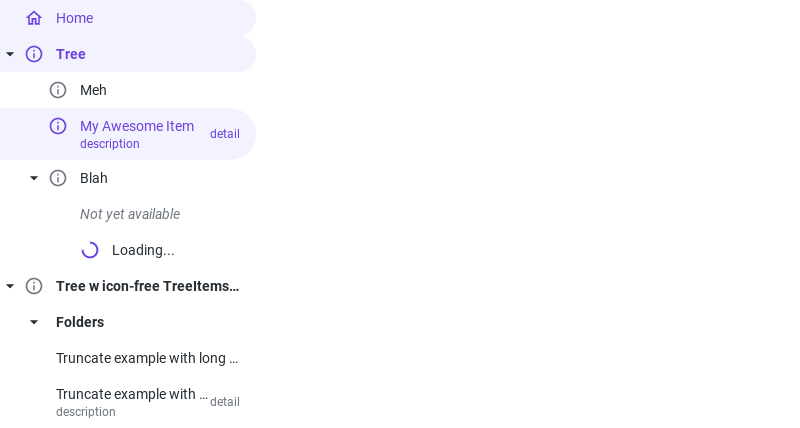 Home
Tree
Meh
My Awesome Item
detail
description
Blah
Not yet available
Loading...
Tree w icon-free TreeItems...
Folders
Truncate example with long ...
Truncate example with ...
detail
description